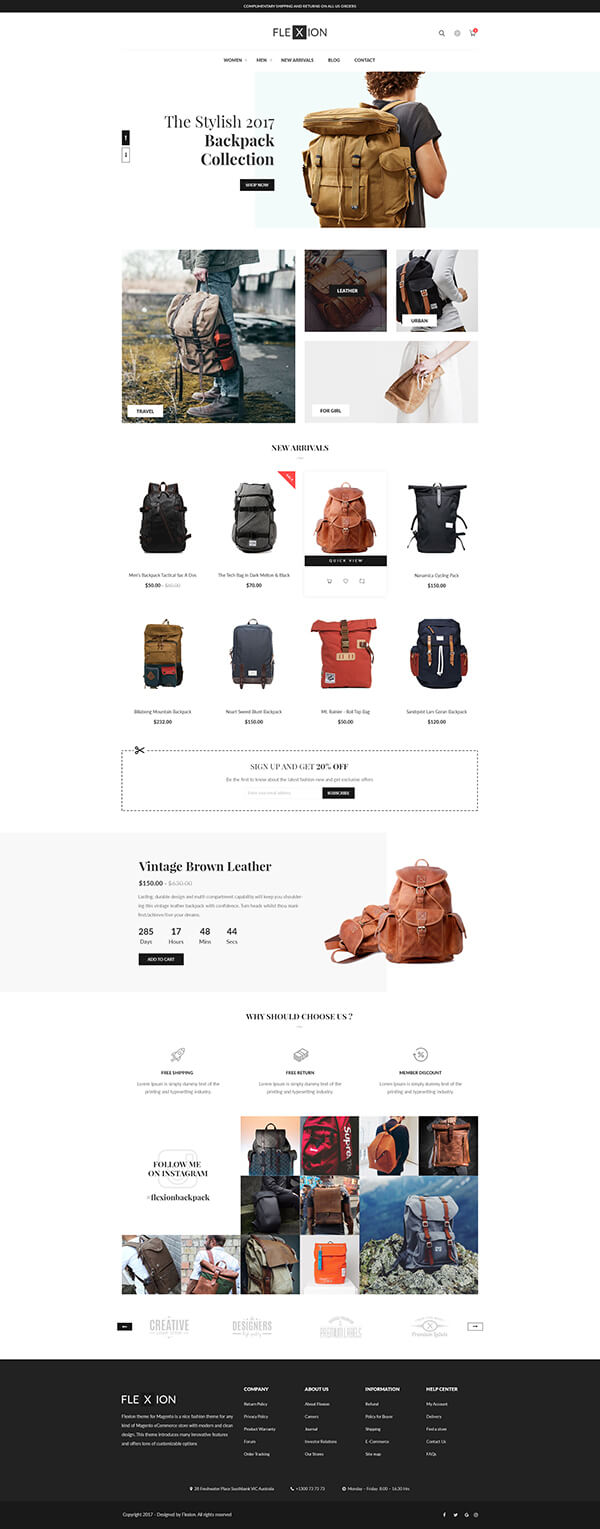 COMPLIMENTARY SHIPPING AND RETURNS ON ALL US ORDERS
FLE X ION
WOMEN
MEN
NEW ARRIVALS
BLOG
CONTACT
The Stylish 2017
Backpack
Collection
SHOP NOW
LEATHER
URBAN
TRAVEL
FOR GIRL
NEW ARRIVALS
SALE
QUICK VIEW
Men's Backpack Tactical Sac A Dos
The Tech Bag In Dark Melton & Black
Nanamica Cycling Pack
$50.00 -
$70.00
$150.00
Billabong Mountain Backpack
Noart Sweed Blunt Backpack
Mt. Rainier - Roll Top Bag
Sandqvist Lars Goran Backpack
$232.00
$150.00
$50.00
$120.00
SIGN UP AND GET 20% OFF
Be the first to know about the latest fashion new and get exclusive offers
Enter your email address
SUBSCRIBE
Vintage Brown Leather
$150.00 - $630.00
Lasting, durable design and multi-compartment capability will keep you shoulder-
ing this vintage leather backpack with confidence. Turn heads whilst thou mani-
fest/achieve/live your dreams.
285
17
48
44
Days
Hours
Mins
Secs
ADD TO CART
WHY SHOULD CHOOSE US ?
FREE SHIPPING
FREE RETURN
MEMBER DISCOUNT
Lorem Ipsum is simply dummy text of the
printing and typesetting industry.
Lorem Ipsum is simply dummy text of the
printing and typesetting industry.
Lorem Ipsum is simply dummy text of the
printing and typesetting industry.
FOLLOW ME
ON INSTAGRAM
#flexionbackpack
Supreme
CREATIVE
DESIGNERS
PREMIUM LABELS
Premium Labels
FLE X ION
Flexion theme for Magento is a nice fashion theme for any
kind of Magento eCommerce store with modern and clean
design. This theme introduces many innovative features
and offers tons of customizable options
COMPANY
Return Policy
Privacy Policy
Product Warranty
Forum
Order Tracking
ABOUT US
About Flexion
Careers
Journal
Investor Relations
Our Stores
INFORMATION
Refund
Policy for Buyer
Shipping
E-Commerce
Site map
HELP CENTER
My Account
Delivery
Find a store
Contact Us
FAQs
28 Freshwater Place Southbank VIC Australia
+1300 73 73 73
Monday - Friday 8:00 - 16:30 Hrs
Copyright 2017 - Designed by Flexion. All rights reserved